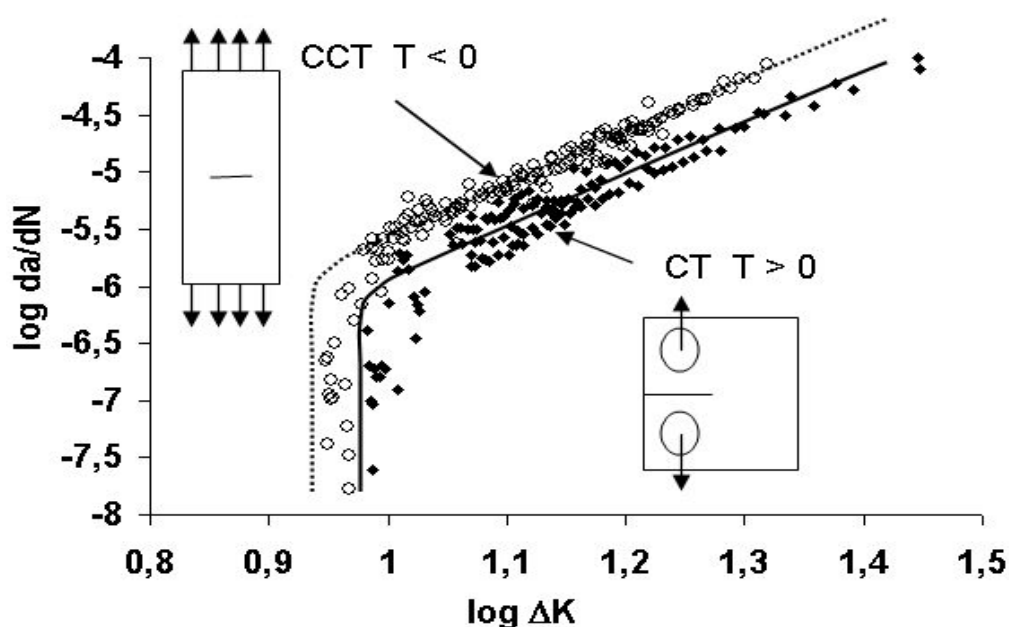 CCT T < 0
-4
-4,5
-5
-5,5
-6
-6,5
-7
-7,5
-8
log da/dN
CT T > 0
0,8 0,9 1 1,1 1,2 1,3 1,4 1,5
log ΔK